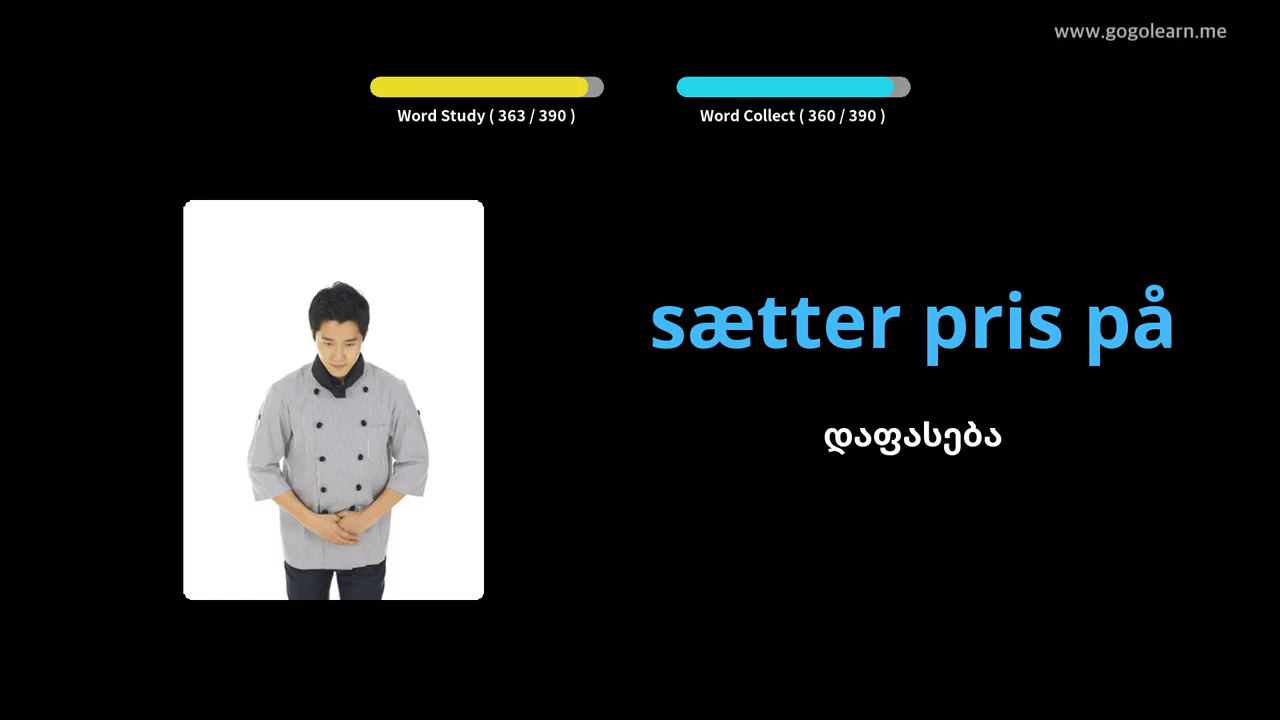 www.gogolearn.me
Word Study ( 363 / 390 )
Word Collect ( 360 / 390 )
sætter pris på
დაფასება